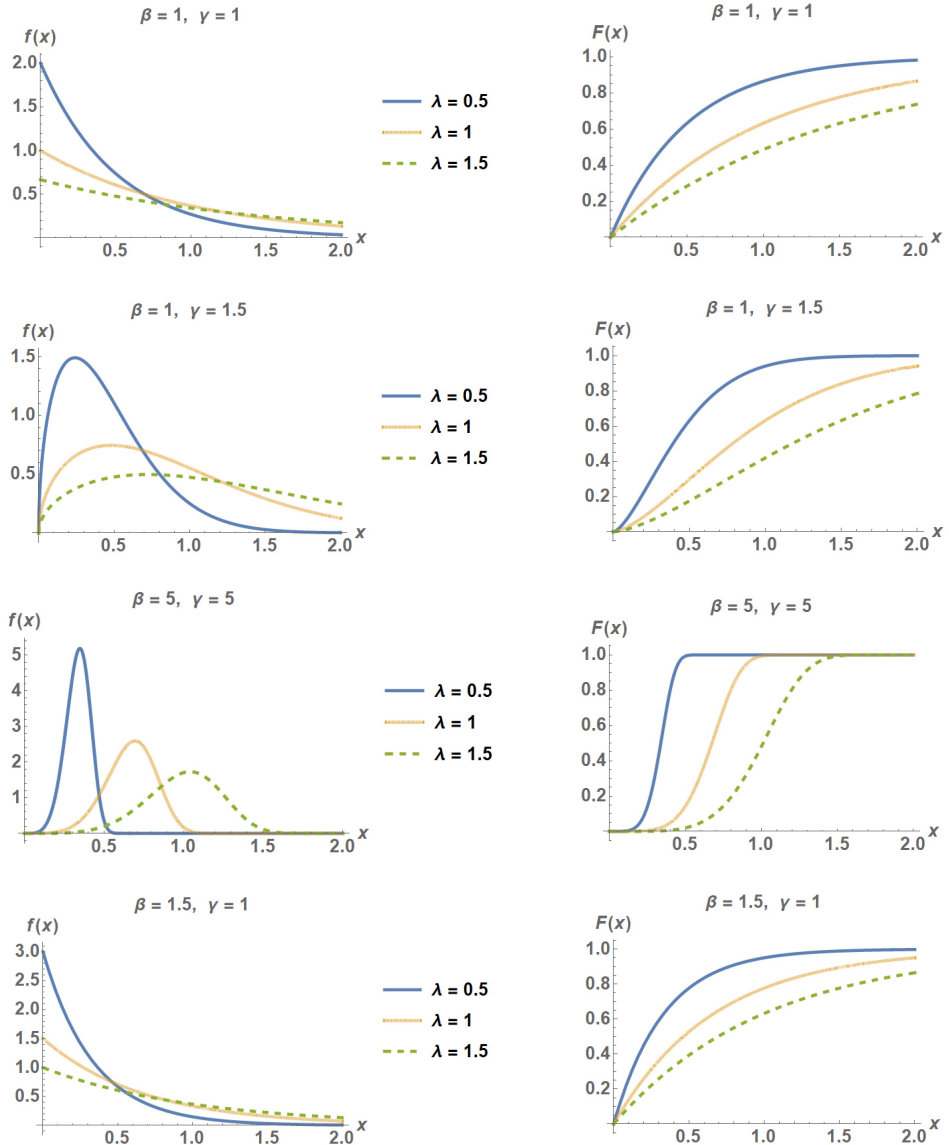 β = 1, γ = 1
f(x)
2.0
1.5
1.0
0.5
0.5 1.0 1.5 2.0 x
λ = 0.5
λ = 1
λ = 1.5
β = 1, γ = 1
F(x)
1.0
0.8
0.6
0.4
0.2
0.5 1.0 1.5 2.0 x
β = 1, γ = 1.5
f(x)
1.5
1.0
0.5
0.5 1.0 1.5 2.0 x
λ = 0.5
λ = 1
λ = 1.5
β = 1, γ = 1.5
F(x)
1.0
0.8
0.6
0.4
0.2
0.5 1.0 1.5 2.0 x
β = 5, γ = 5
f(x)
5
4
3
2
1
0.5 1.0 1.5 2.0 x
λ = 0.5
λ = 1
λ = 1.5
β = 5, γ = 5
F(x)
1.0
0.8
0.6
0.4
0.2
0.5 1.0 1.5 2.0 x
β = 1.5, γ = 1
f(x)
3.0
2.5
2.0
1.5
1.0
0.5
0.5 1.0 1.5 2.0 x
λ = 0.5
λ = 1
λ = 1.5
β = 1.5, γ = 1
F(x)
1.0
0.8
0.6
0.4
0.2
0.5 1.0 1.5 2.0 x